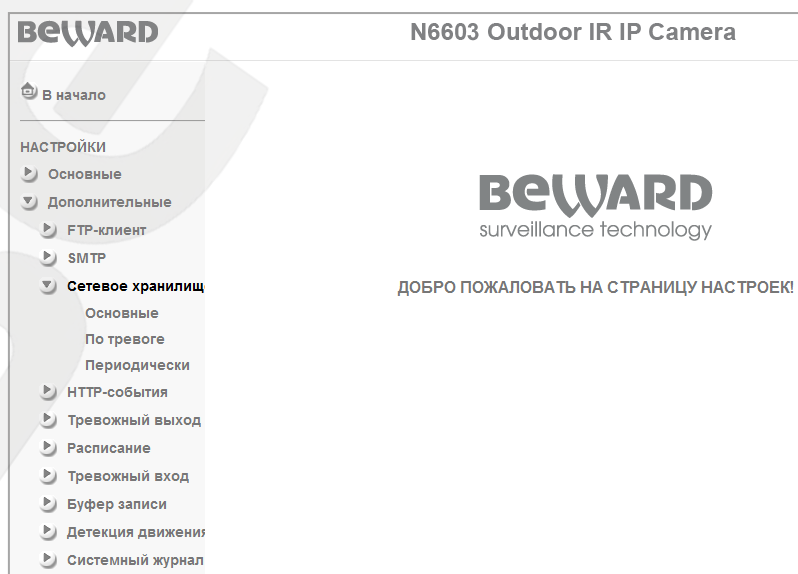 BEWARD
N6603 Outdoor IR IP Camera
В начало
НАСТРОЙКИ
Основные
Дополнительные
FTP-клиент
SMTP
Сетевое хранилищ
Основные
По тревоге
Периодически
HTTP-события
Тревожный выход
Расписание
Тревожный вход
Буфер записи
Детекция движения
Системный журнал
BEWARD
surveillance technology
ДОБРО ПОЖАЛОВАТЬ НА СТРАНИЦУ НАСТРОЕК!